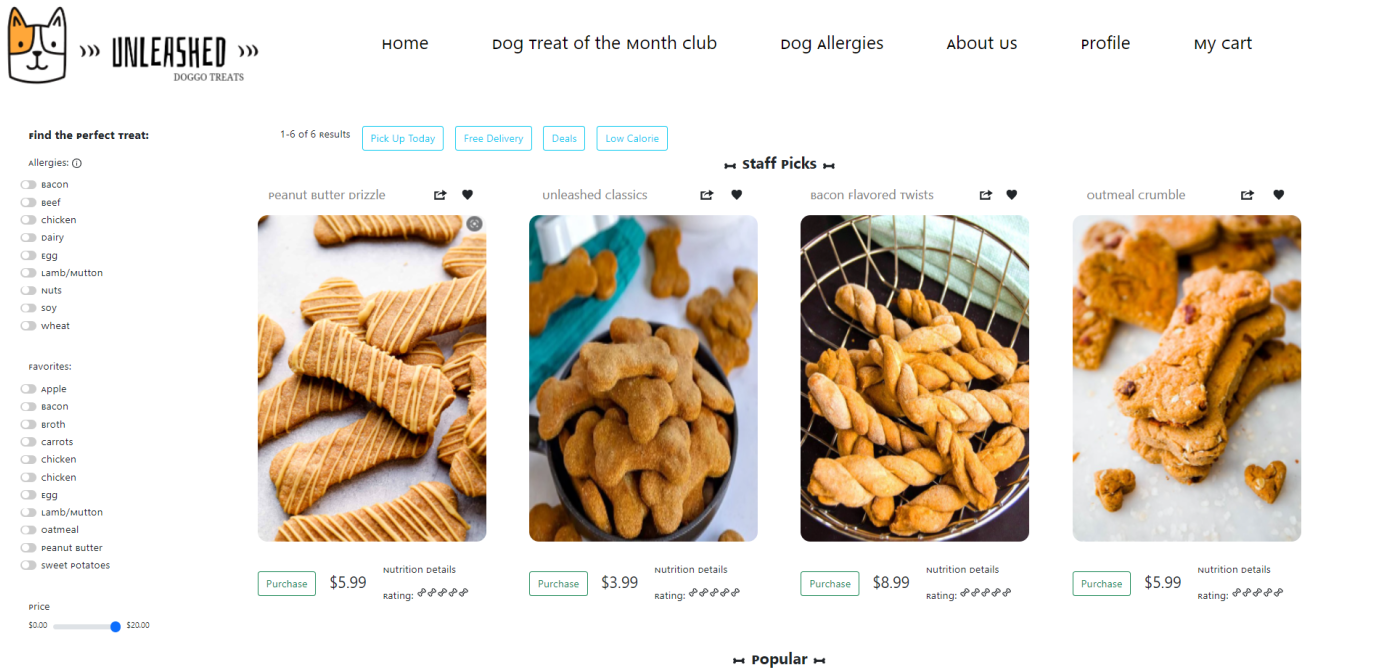 ››› UNLEASHED ›››
DOGGO TREATS
Home
Dog Treat of the Month club
Dog Allergies
About us
Profile
My cart
Find the Perfect Treat:
Allergies:
Bacon
Beef
chicken
Dairy
Egg
Lamb/Mutton
Nuts
soy
wheat
Favorites:
Apple
Bacon
Broth
carrots
chicken
chicken
Egg
Lamb/Mutton
oatmeal
Peanut Butter
sweet Potatoes
Price
$0.00 $20.00
1-6 of 6 Results
Pick Up Today
Free Delivery
Deals
Low Calorie
Staff Picks
Peanut Butter Drizzle
unleashed classics
Bacon Flavored Twists
outmeal crumble
Purchase $5.99 Nutrition Details
Rating:
Purchase $3.99 Nutrition Details
Rating:
Purchase $8.99 Nutrition Details
Rating:
Purchase $5.99 Nutrition Details
Rating:
Popular